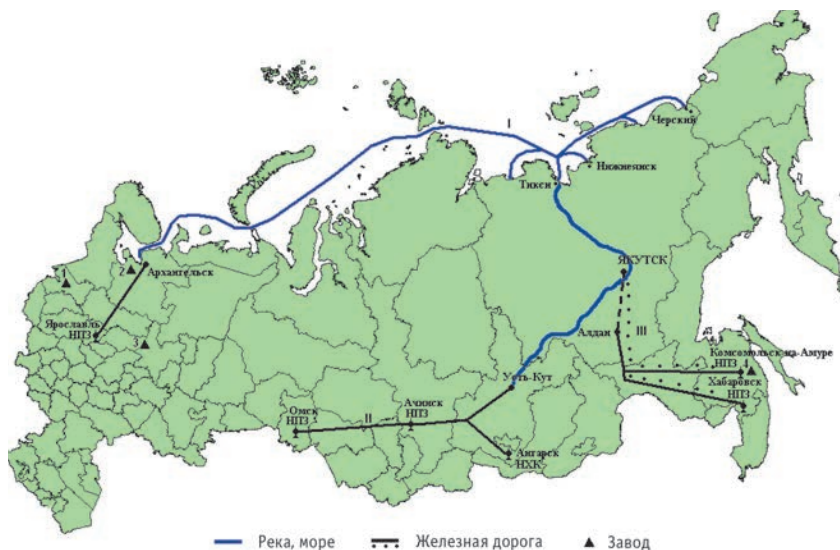 I
Черский
Нижнеянск
Тикси
1
2
Архангельск
ЯКУТСК
Ярославль
НПЗ
3
Алдан
III
Комсомольск-на-Амуре
НПЗ 4
Хабаровск
НПЗ
Усть-Кут
Омск
НПЗ
II
Ачинск
НПЗ
Ангарск
НХК
Река, море
Железная дорога
Завод